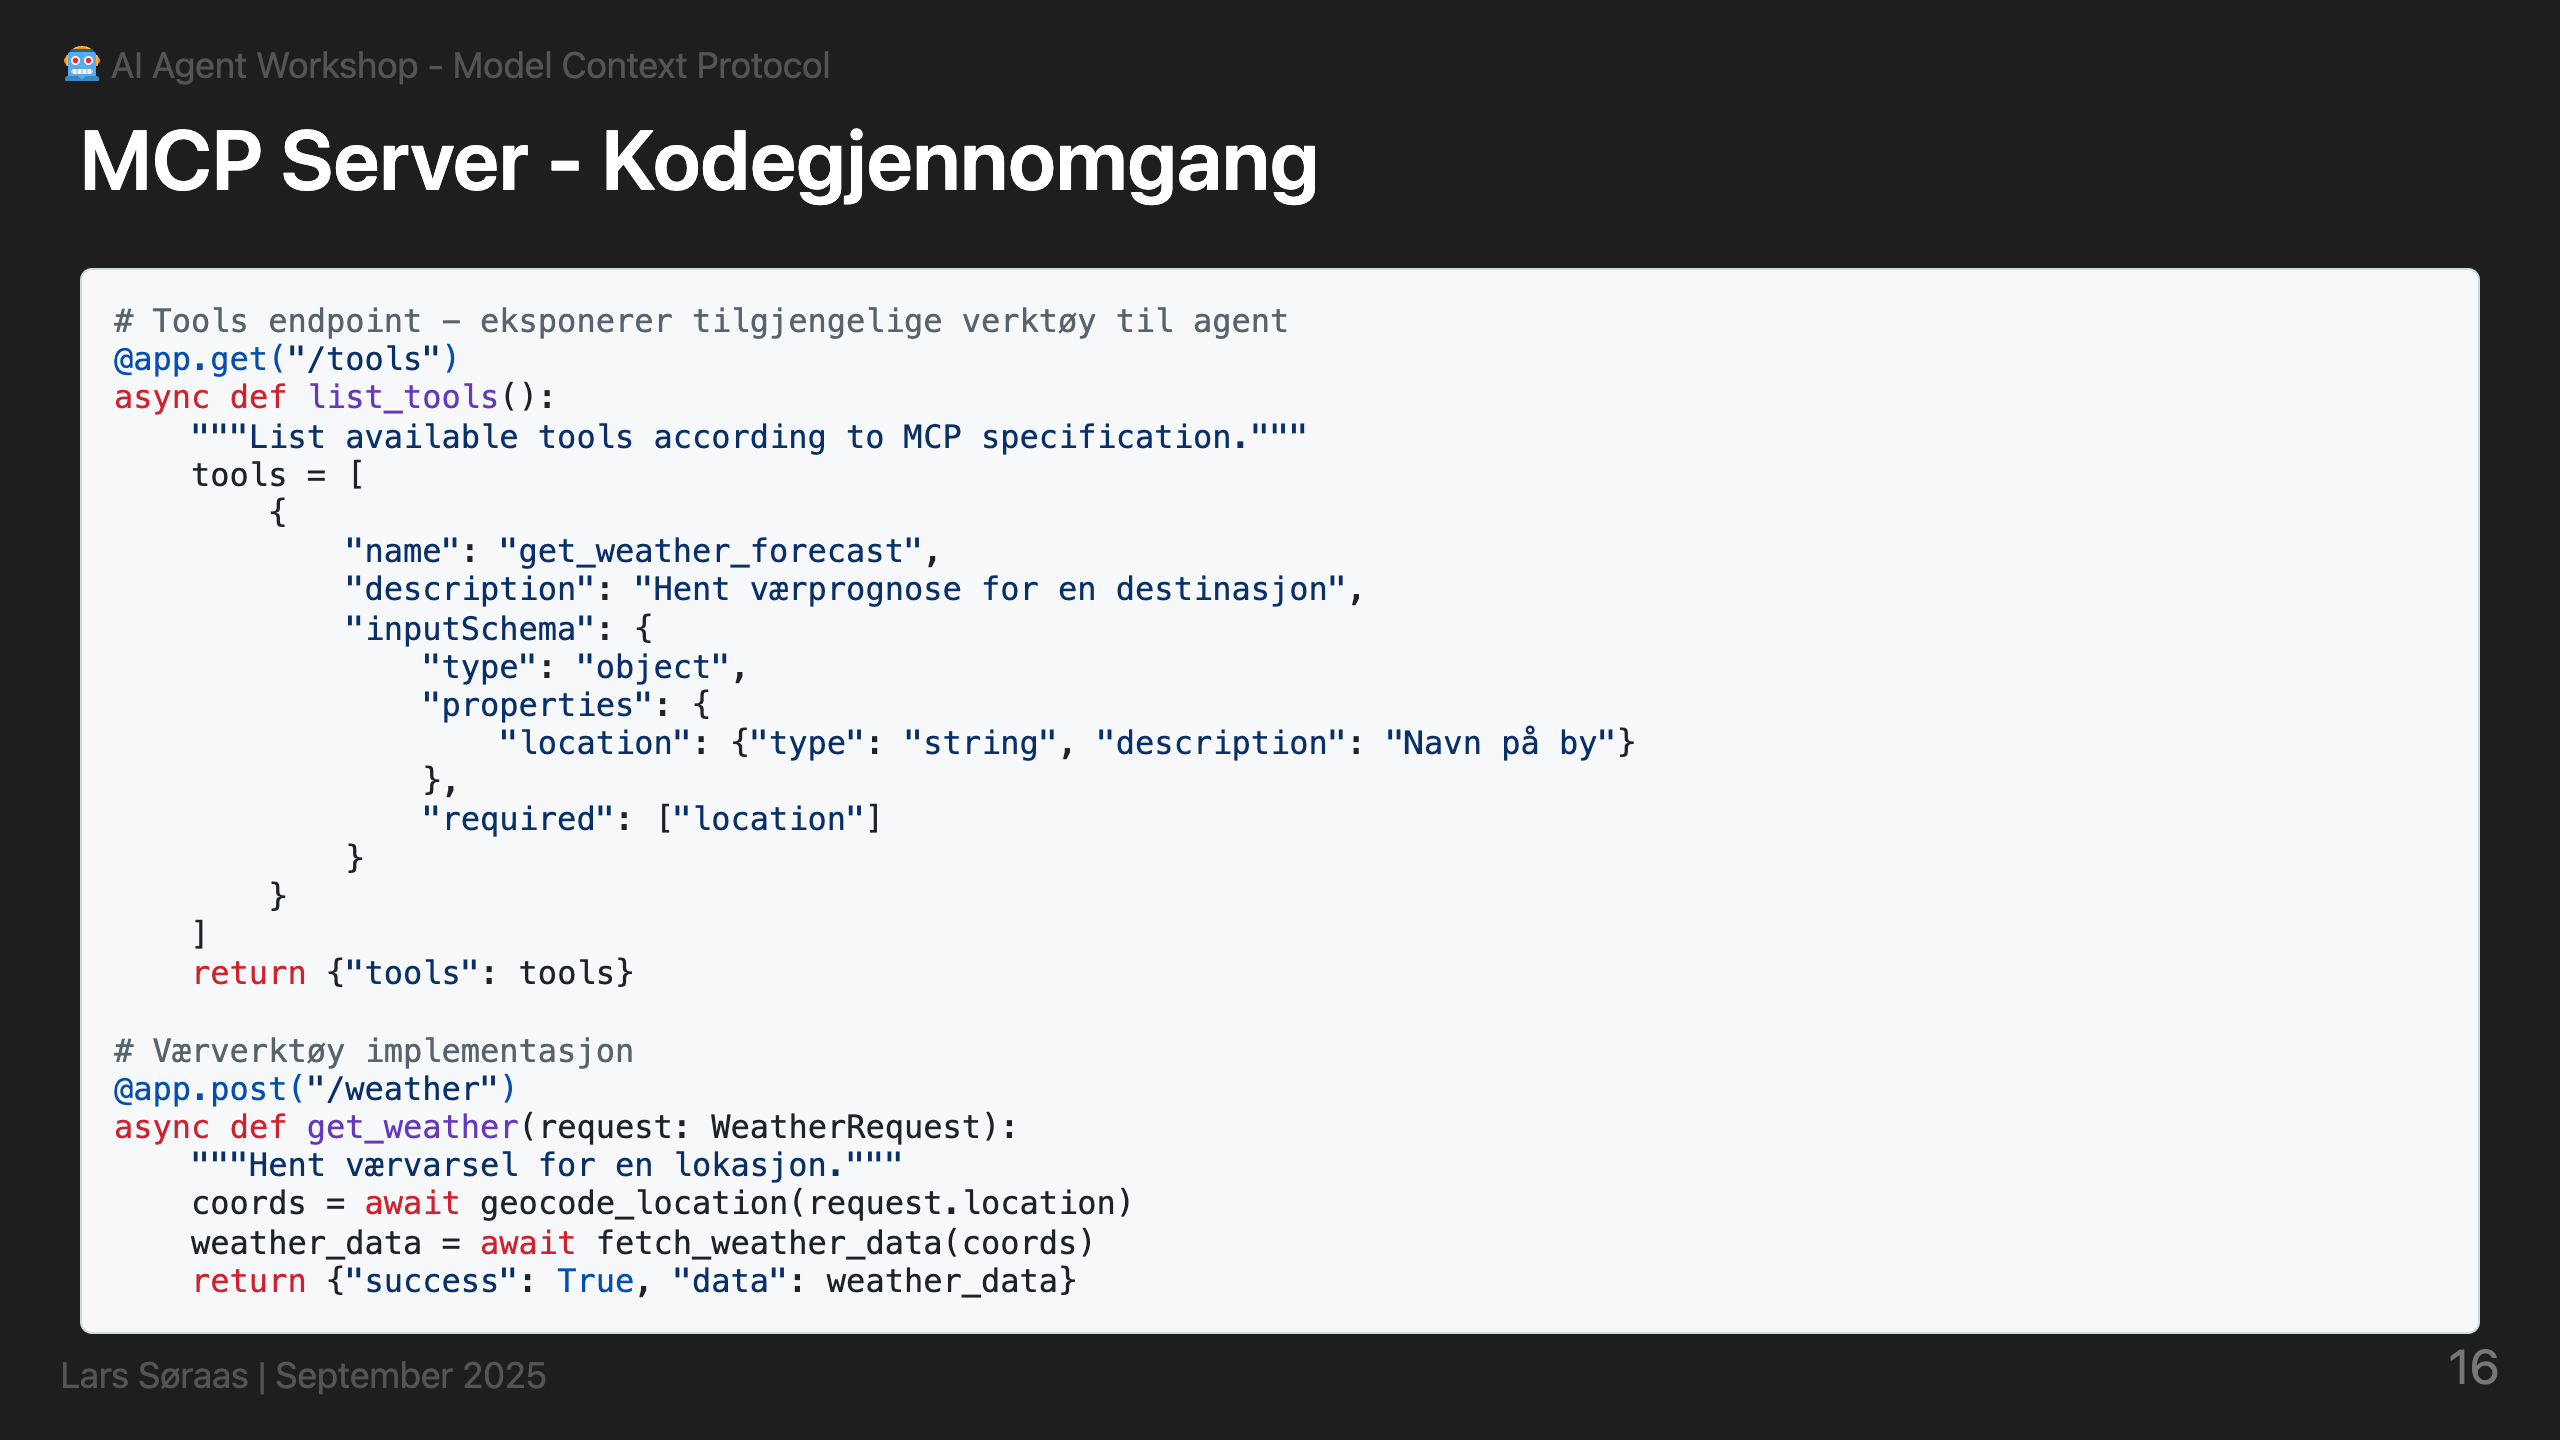 🤖 AI Agent Workshop - Model Context Protocol
MCP Server - Kodegjennomgang
# Tools endpoint – eksponerer tilgjengelige verktøy til agent
@app.get("/tools")
async def list_tools():
    """List available tools according to MCP specification."""
    tools = [
        {
            "name": "get_weather_forecast",
            "description": "Hent værprognose for en destinasjon",
            "inputSchema": {
                "type": "object",
                "properties": {
                    "location": {"type": "string", "description": "Navn på by"}
                },
                "required": ["location"]
            }
        }
    ]
    return {"tools": tools}

# Værverktøy implementasjon
@app.post("/weather")
async def get_weather(request: WeatherRequest):
    """Hent værvarsel for en lokasjon."""
    coords = await geocode_location(request.location)
    weather_data = await fetch_weather_data(coords)
    return {"success": True, "data": weather_data}
Lars Søraas | September 2025
16